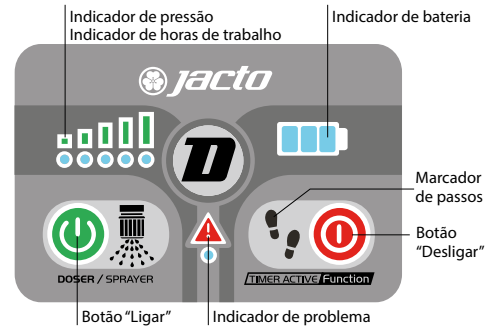 Indicador de pressão
Indicador de horas de trabalho
Indicador de bateria
jacto
D
Marcador
de passos
Botão
"Desligar"
DOSER / SPRAYER
TIMER ACTIVE/Function
Botão "Ligar"
Indicador de problema